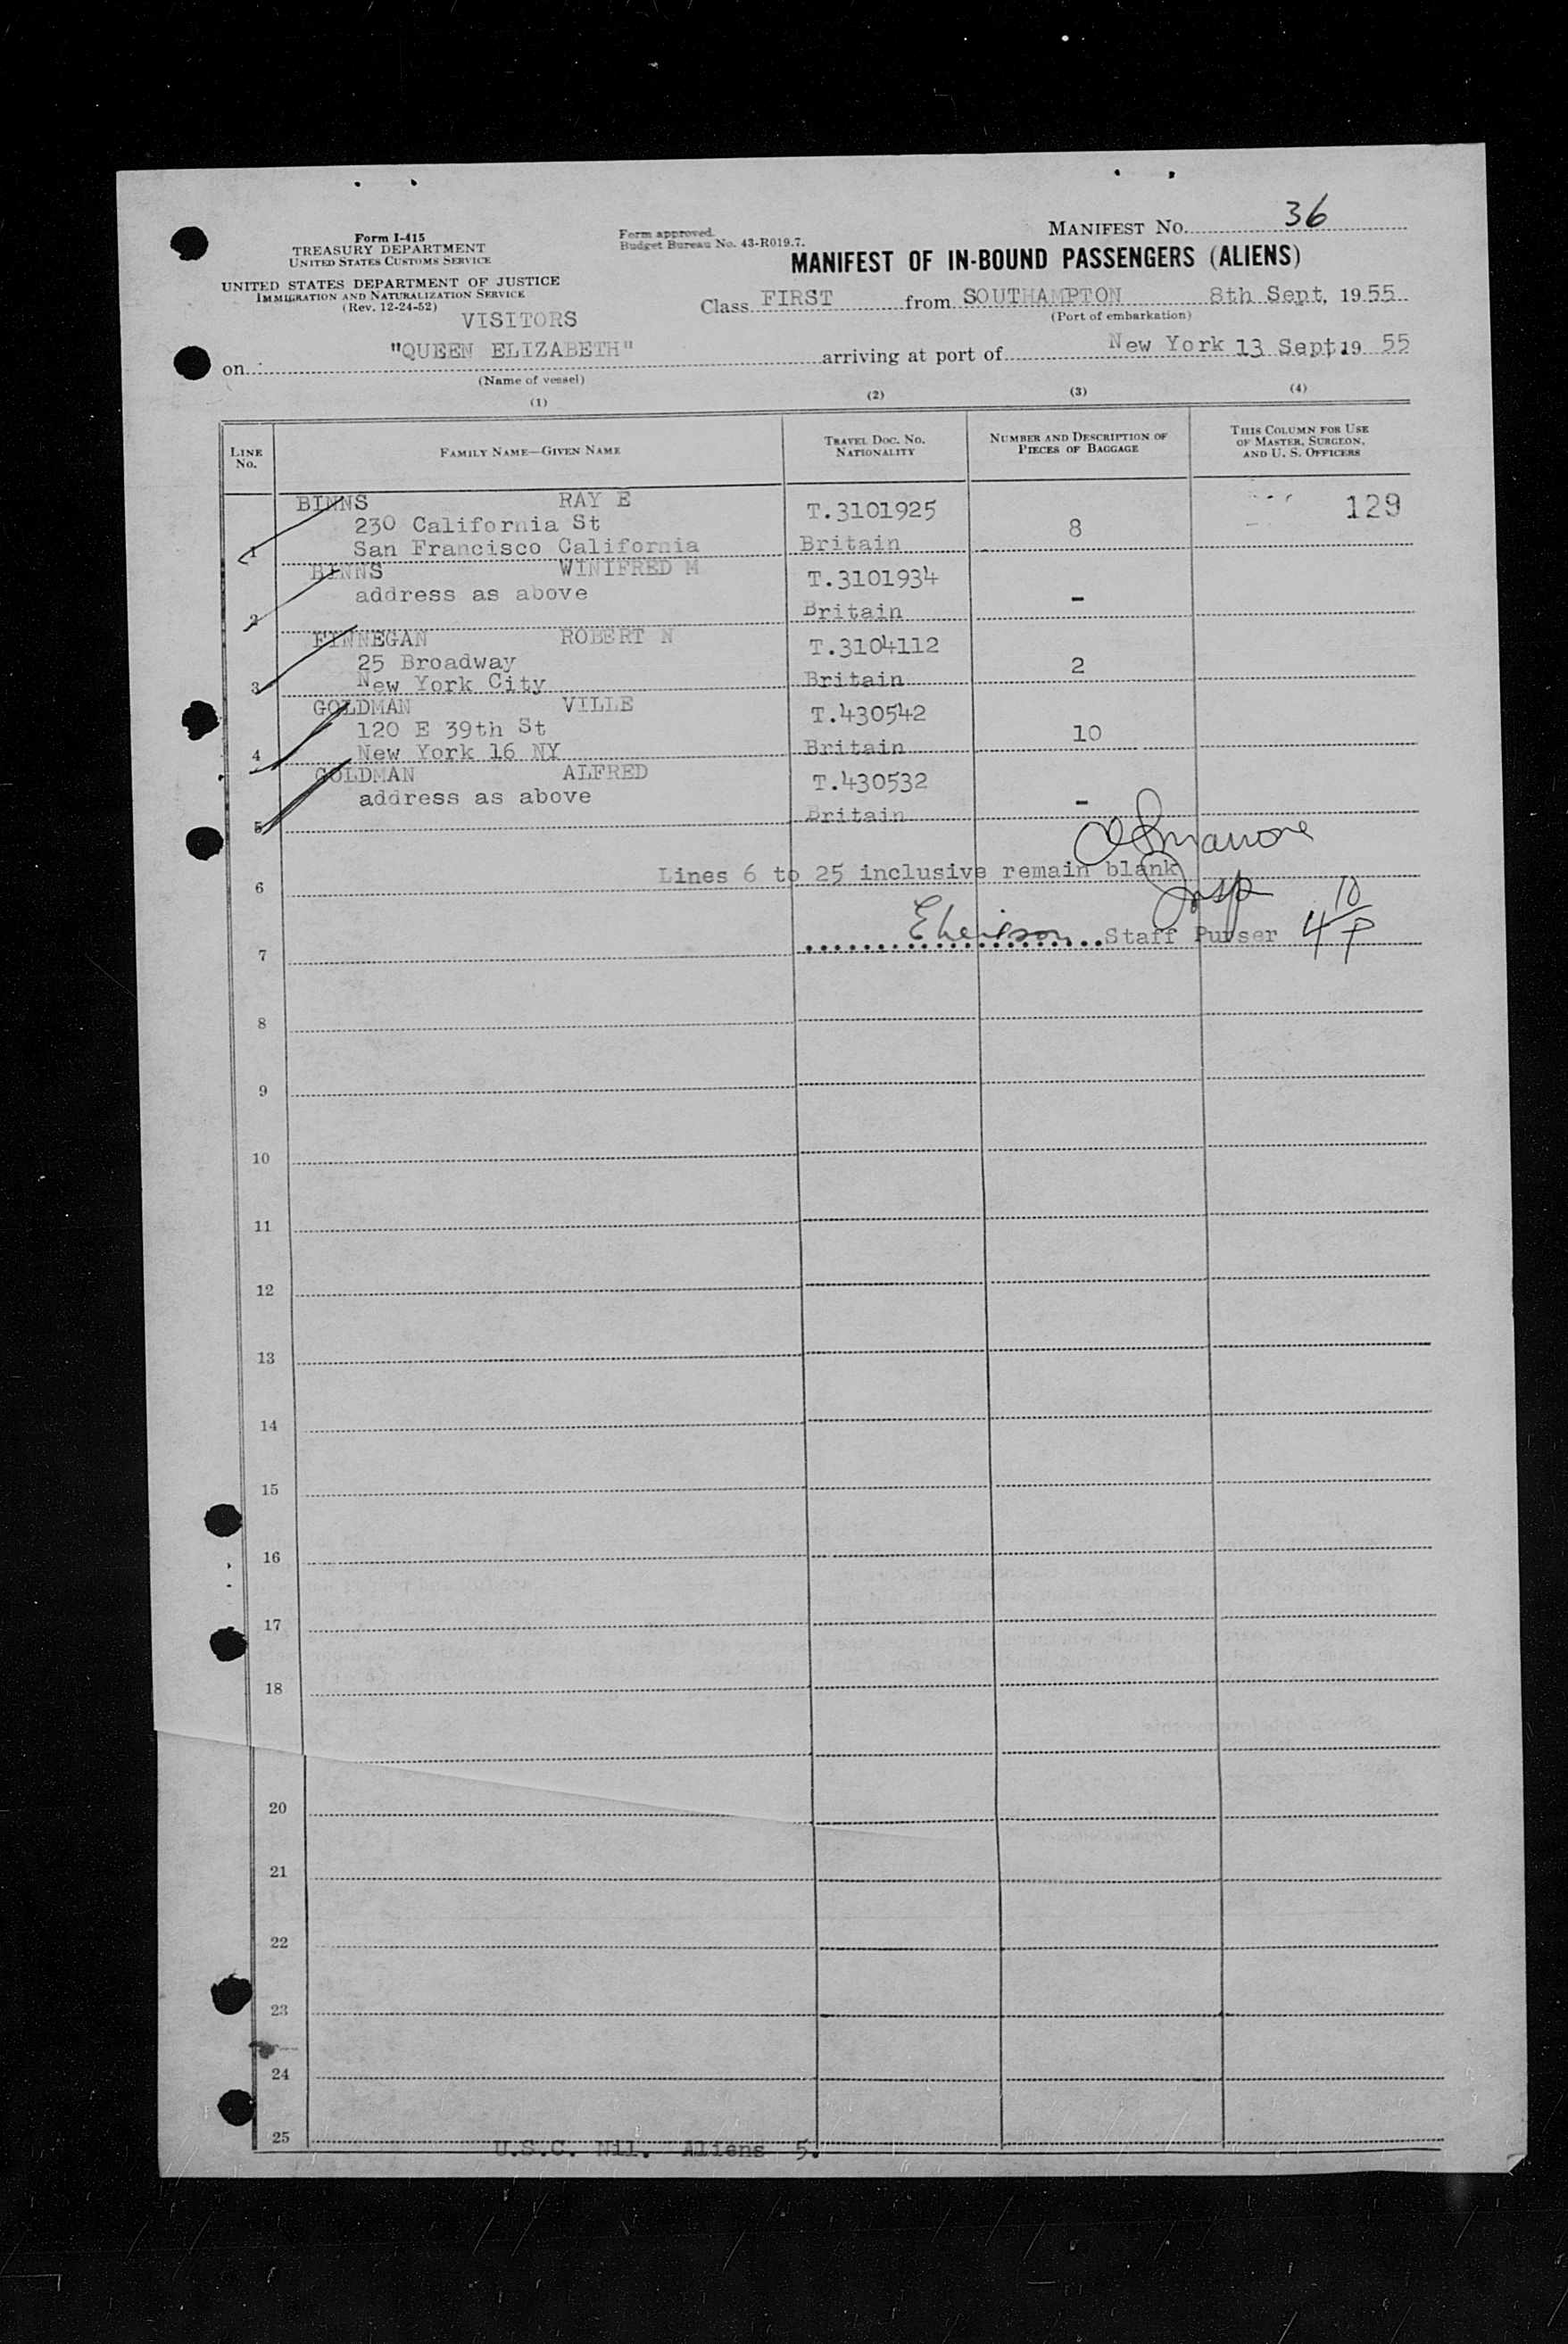 MANIFEST NO. 36
Form I-415
TREASURY DEPARTMENT
UNITED STATES CUSTOMS SERVICE
UNITED STATES DEPARTMENT OF JUSTICE
IMMIGRATION AND NATURALIZATION SERVICE
(Rev. 12-24-52)
VISITORS
Form approved.
Budget Bureau No. 43-R019.7.
MANIFEST OF IN-BOUND PASSENGERS (ALIENS)
Class FIRST from SOUTHAMPTON 8th Sept, 1955
(Port of embarkation)
on "QUEEN ELIZABETH" arriving at port of New York 13 Sept, 19 55
(Name of vessel)
(1) (2) (3) (4)
LINE NO. FAMILY NAME—GIVEN NAME TRAVEL DOC. NO. NATIONALITY NUMBER AND DESCRIPTION OF PIECES OF BAGGAGE THIS COLUMN FOR USE OF MASTER, SURGEON, AND U. S. OFFICERS
BINNS RAY E T.3101925 129
230 California St 8
1 San Francisco California Britain
BINNS WINIFRED M T.3101934
address as above -
2 Britain
FINNEGAN ROBERT N T.3104112
25 Broadway 2
3 New York City Britain
GOLDMAN VILLE T.430542
120 E 39th St 10
4 New York 16 NY Britain
GOLDMAN ALFRED T.430532
address as above -
5 Britain
6 Lines 6 to 25 inclusive remain blank
Insp
7 Staff Purser 4 10/P
8
9
10
11
12
13
14
15
16
17
18
20
21
22
23
24
25
U.S.C. Nil. Aliens 5.